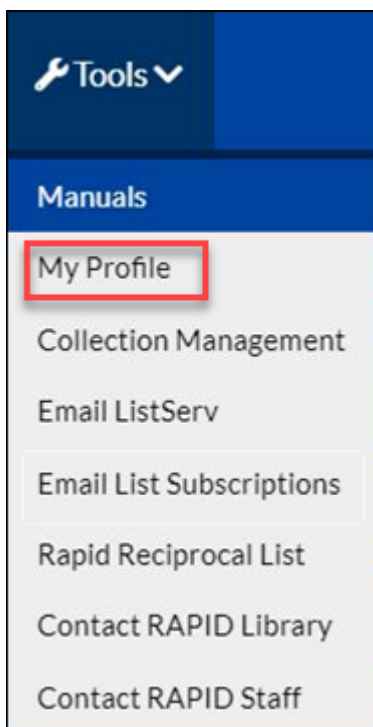 Tools
Manuals
My Profile
Collection Management
Email ListServ
Email List Subscriptions
Rapid Reciprocal List
Contact RAPID Library
Contact RAPID Staff